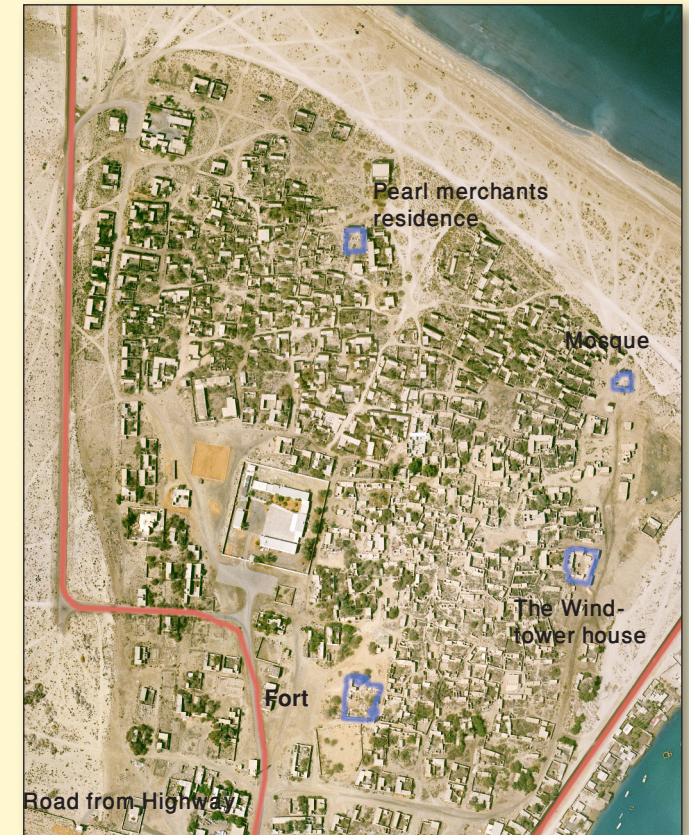 Pearl merchants
residence
Mosque
The Wind-
tower house
Fort
Road from Highway